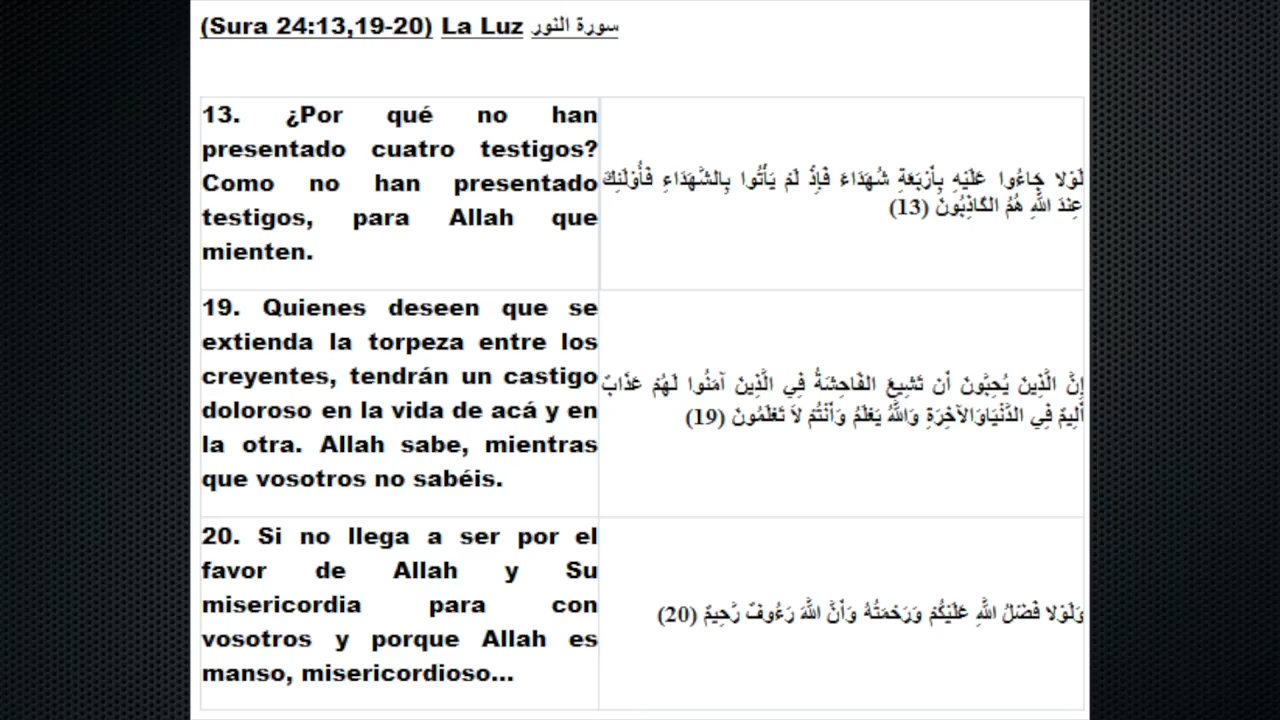 (Sura 24:13,19-20) La Luz سورة النور
13. ¿Por qué no han
presentado cuatro testigos?
Como no han presentado
testigos, para Allah que
mienten.
لَوْلا جَاءُوا عَلَيْهِ بِأَرْبَعَةِ شُهَدَاءَ فَإِذْ لَمْ يَأْتُوا بِالشُّهَدَاءِ فَأُوْلَئِكَ
عِندَ اللَّهِ هُمُ الْكَاذِبُونَ (13)
19. Quienes deseen que se
extienda la torpeza entre los
creyentes, tendrán un castigo
doloroso en la vida de acá y en
la otra. Allah sabe, mientras
que vosotros no sabéis.
إِنَّ الَّذِينَ يُحِبُّونَ أَن تَشِيعَ الْفَاحِشَةُ فِي الَّذِينَ آمَنُوا لَهُمْ عَذَابٌ
أَلِيمٌ فِي الدُّنْيَاوَالآخِرَةِ وَاللَّهُ يَعْلَمُ وَأَنْتُمْ لاَ تَعْلَمُونَ (19)
20. Si no llega a ser por el
favor de Allah y Su
misericordia para con
vosotros y porque Allah es
manso, misericordioso...
وَلَوْلا فَضْلُ اللَّهِ عَلَيْكُمْ وَرَحْمَتُهُ وَأَنَّ اللَّهَ رَءُوفٌ رَّحِيمٌ (20)